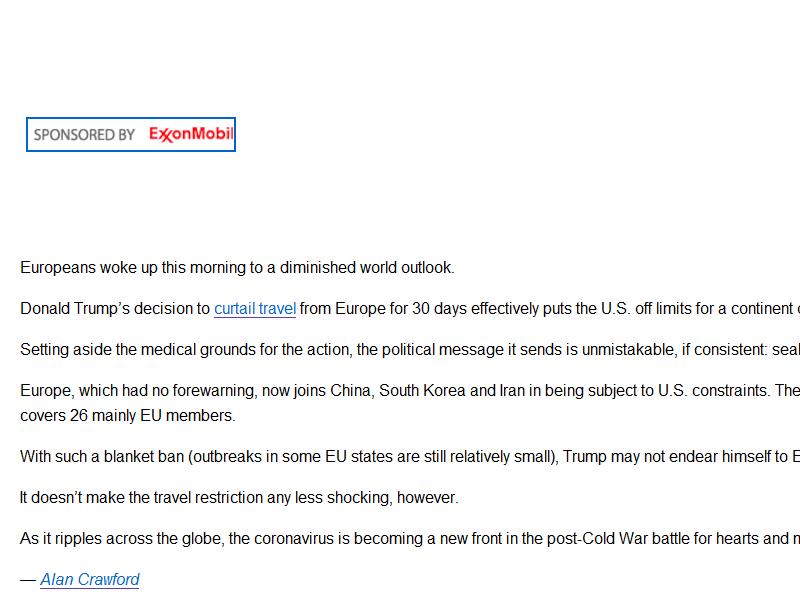 SPONSORED BY ExxonMobil
Europeans woke up this morning to a diminished world outlook.
Donald Trump’s decision to curtail travel from Europe for 30 days effectively puts the U.S. off limits for a continent
Setting aside the medical grounds for the action, the political message it sends is unmistakable, if consistent:
Europe, which had no forewarning, now joins China, South Korea and Iran in being subject to U.S. constraints. The
covers 26 mainly EU members.
With such a blanket ban (outbreaks in some EU states are still relatively small), Trump may not endear himself to
It doesn’t make the travel restriction any less shocking, however.
As it ripples across the globe, the coronavirus is becoming a new front in the post-Cold War battle for hearts and
— Alan Crawford